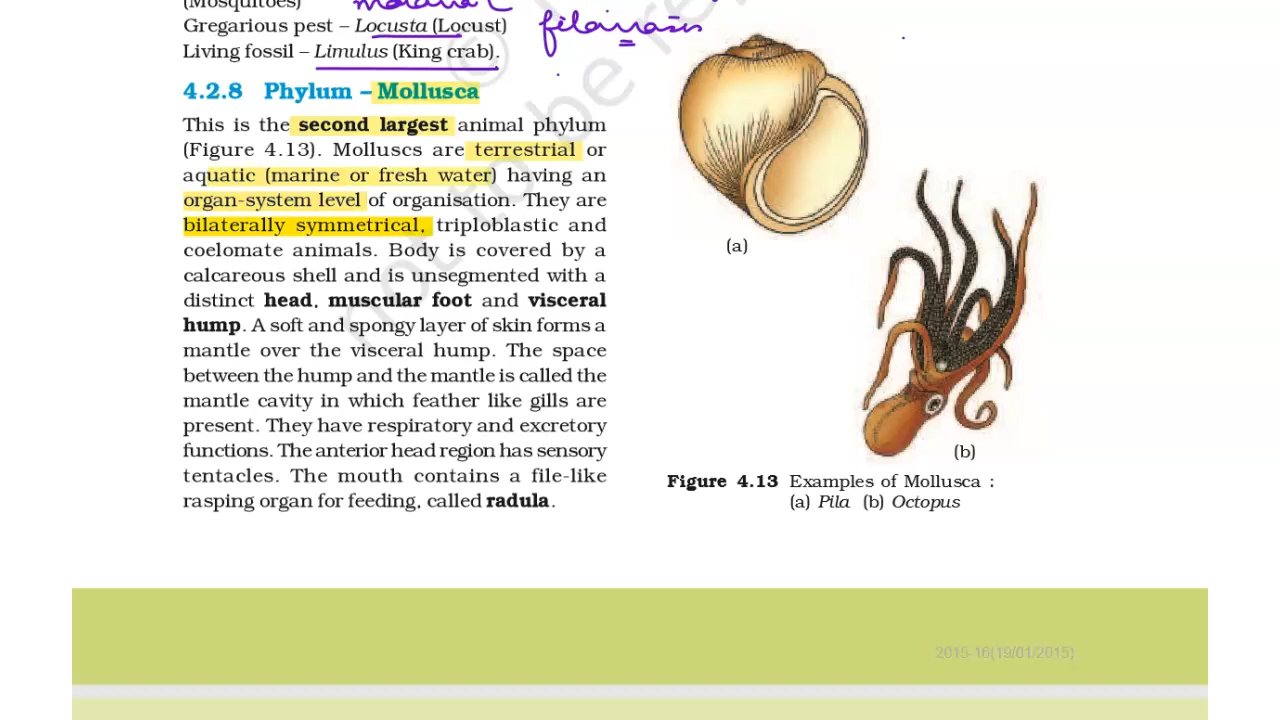 (Mosquitoes)
Gregarious pest – Locusta (Locust)
filariasis
Living fossil – Limulus (King crab).
4.2.8 Phylum – Mollusca
This is the second largest animal phylum
(Figure 4.13). Molluscs are terrestrial or
aquatic (marine or fresh water) having an
organ-system level of organisation. They are
bilaterally symmetrical, triploblastic and
coelomate animals. Body is covered by a
calcareous shell and is unsegmented with a
distinct head, muscular foot and visceral
hump. A soft and spongy layer of skin forms a
mantle over the visceral hump. The space
between the hump and the mantle is called the
mantle cavity in which feather like gills are
present. They have respiratory and excretory
functions. The anterior head region has sensory
tentacles. The mouth contains a file-like
rasping organ for feeding, called radula.
(a)
(b)
Figure 4.13 Examples of Mollusca :
(a) Pila (b) Octopus
© not to be re
2015-16(19/01/2015)